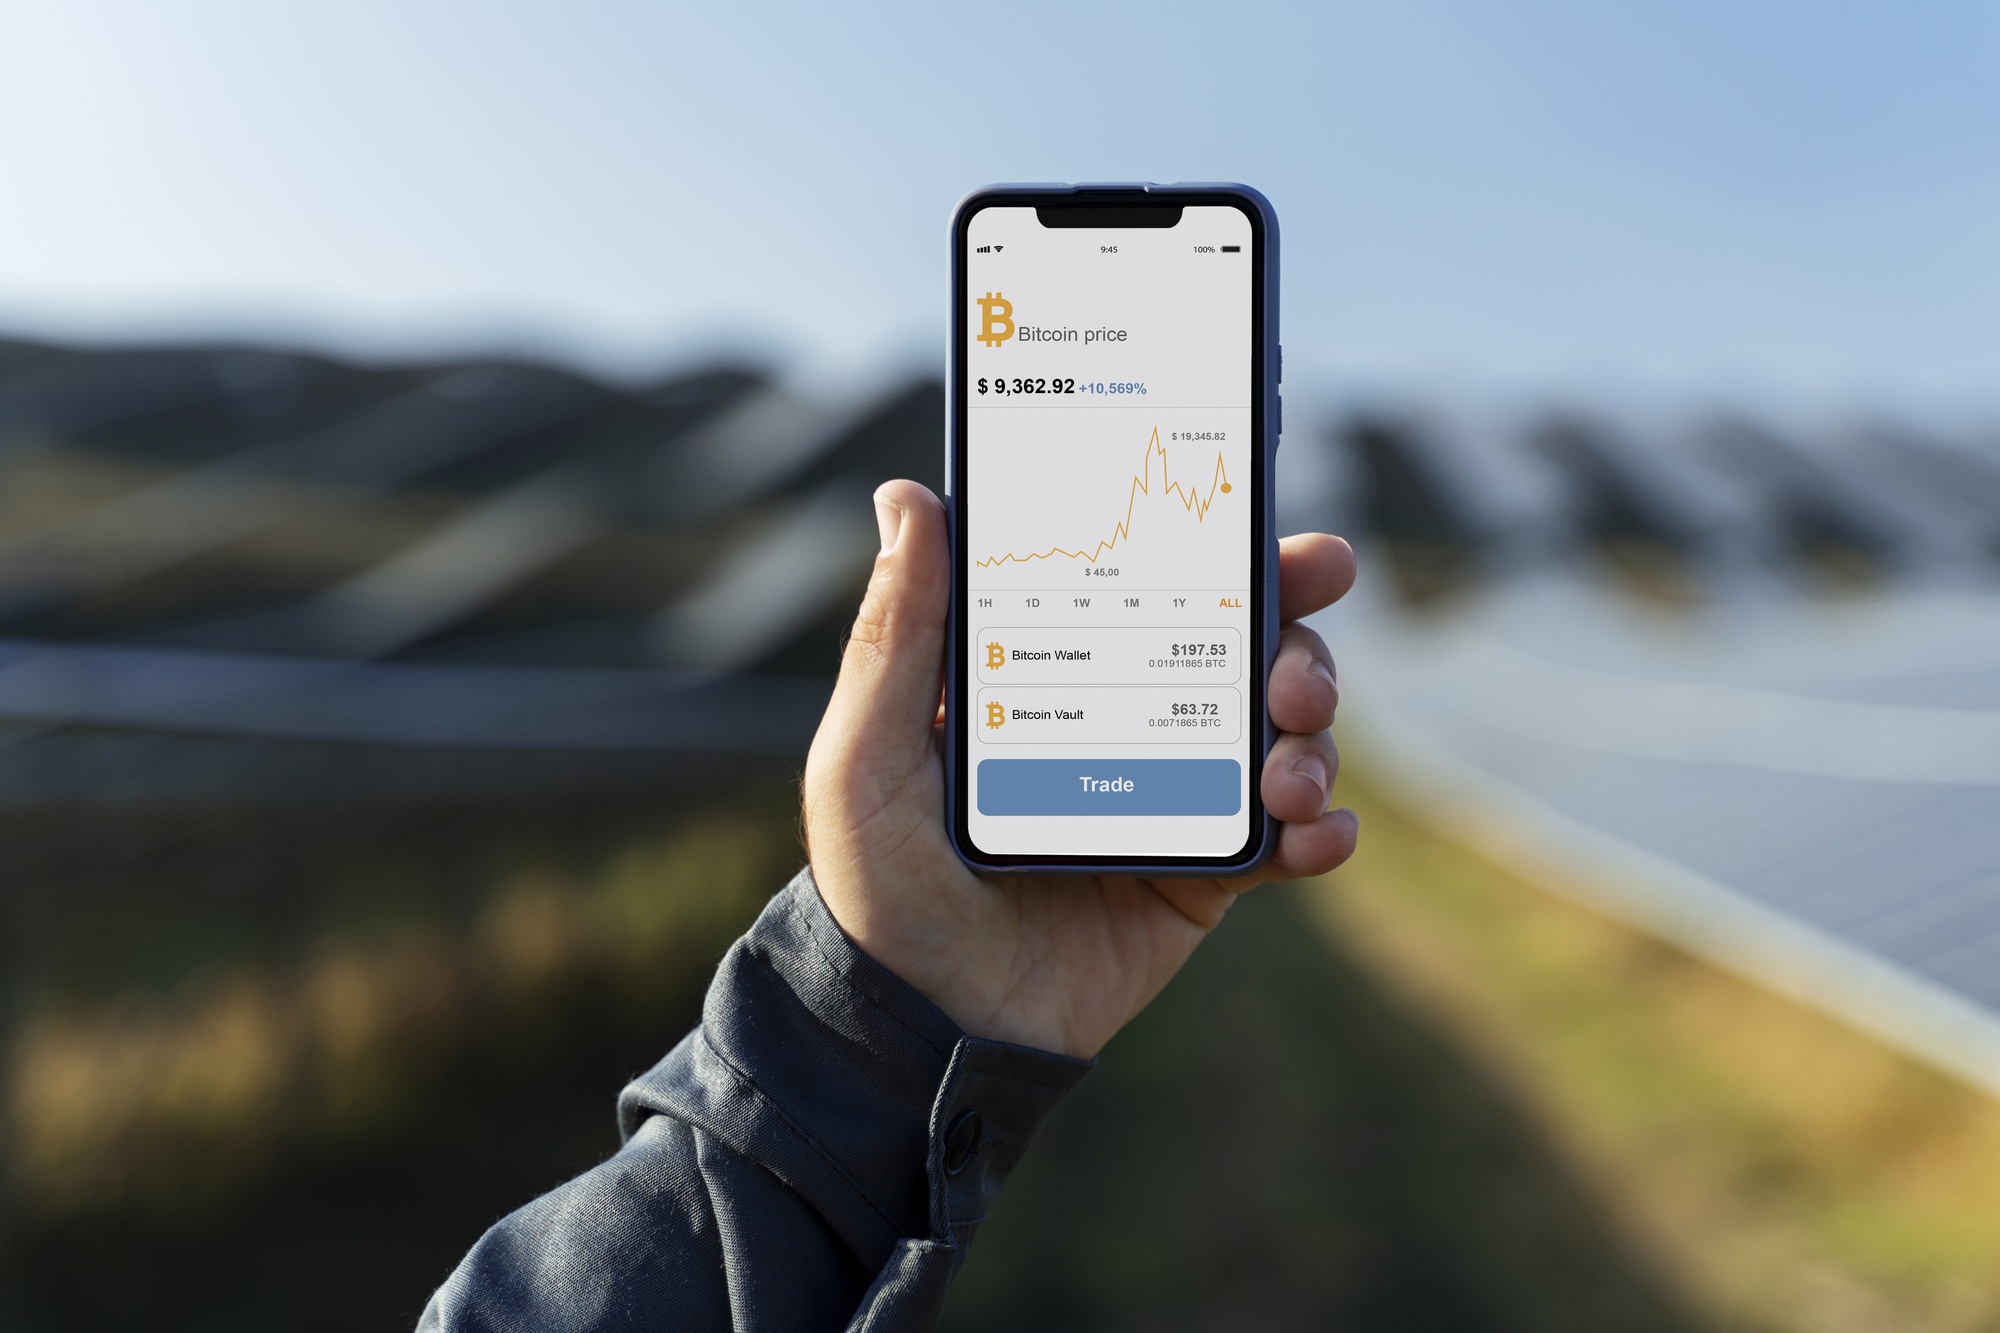 9:45 100%
Bitcoin price
$ 9,362.92 +10,569%
$ 19,345.82
$ 45,00
1H 1D 1W 1M 1Y ALL
Bitcoin Wallet $197.53
0.01911865 BTC
Bitcoin Vault $63.72
0.0071865 BTC
Trade